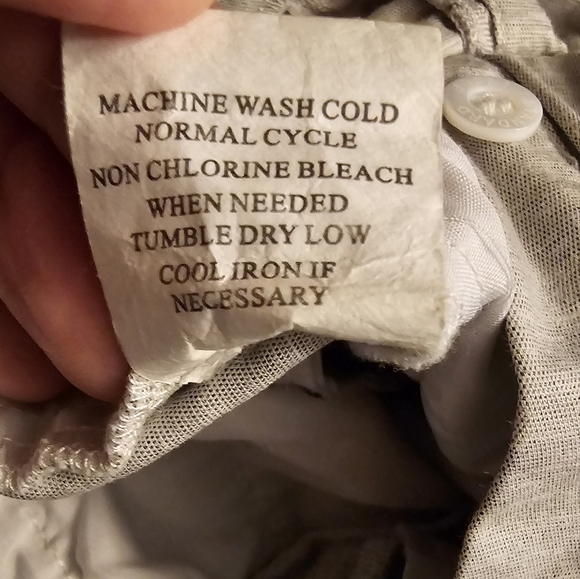 MACHINE WASH COLD
NORMAL CYCLE
NON CHLORINE BLEACH
WHEN NEEDED
TUMBLE DRY LOW
COOL IRON IF
NECESSARY